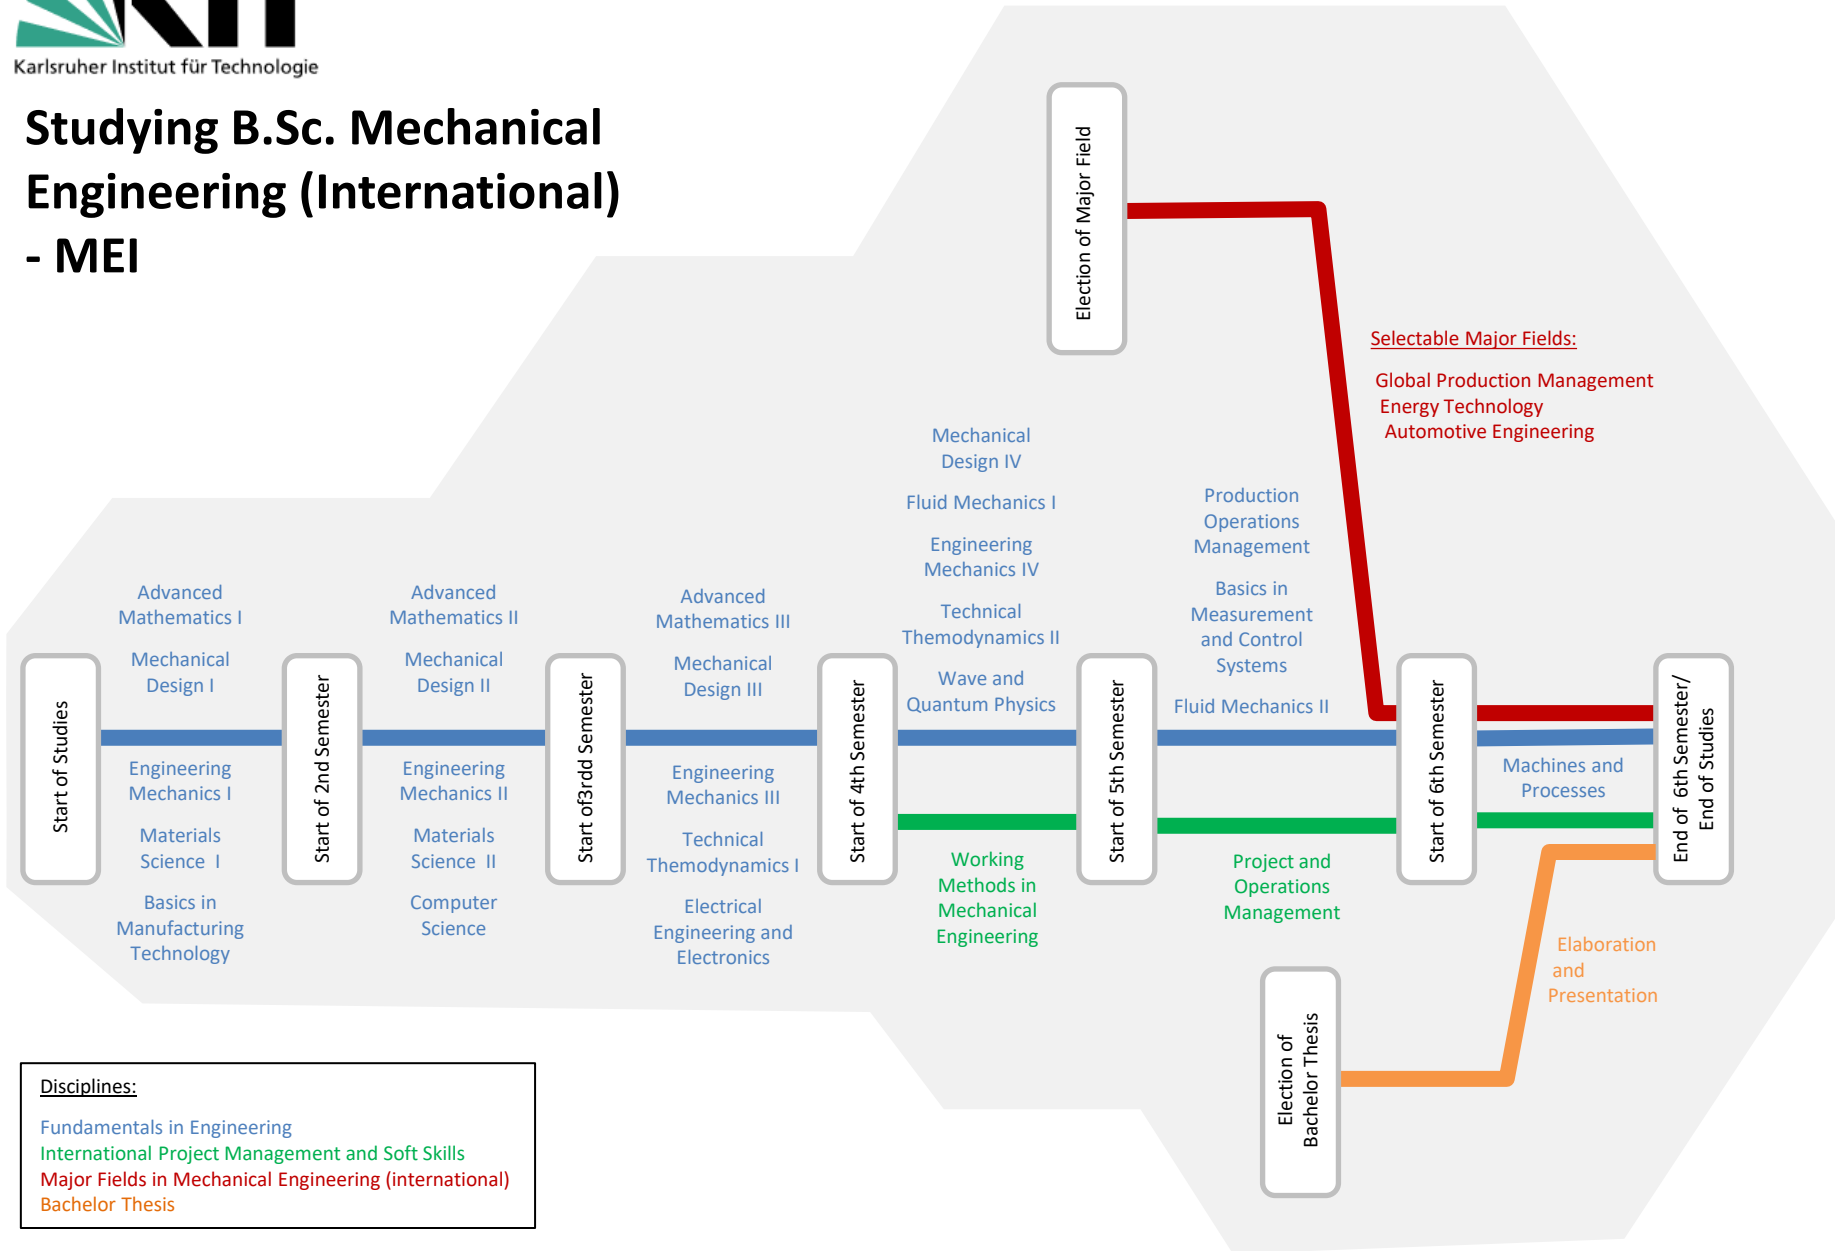 KIT
Karlsruher Institut für Technologie
Studying B.Sc. Mechanical
Engineering (International)
- MEI
Election of Major Field
Selectable Major Fields:
Global Production Management
Energy Technology
Automotive Engineering
Start of Studies
Advanced
Mathematics I
Mechanical
Design I
Engineering
Mechanics I
Materials
Science I
Basics in
Manufacturing
Technology
Start of 2nd Semester
Advanced
Mathematics II
Mechanical
Design II
Engineering
Mechanics II
Materials
Science II
Computer
Science
Start of3rdd Semester
Advanced
Mathematics III
Mechanical
Design III
Engineering
Mechanics III
Technical
Themodynamics I
Electrical
Engineering and
Electronics
Start of 4th Semester
Mechanical
Design IV
Fluid Mechanics I
Engineering
Mechanics IV
Technical
Themodynamics II
Wave and
Quantum Physics
Working
Methods in
Mechanical
Engineering
Start of 5th Semester
Production
Operations
Management
Basics in
Measurement
and Control
Systems
Fluid Mechanics II
Project and
Operations
Management
Start of 6th Semester
Machines and
Processes
End of 6th Semester/
End of Studies
Elaboration
and
Presentation
Election of
Bachelor Thesis
Disciplines:
Fundamentals in Engineering
International Project Management and Soft Skills
Major Fields in Mechanical Engineering (international)
Bachelor Thesis